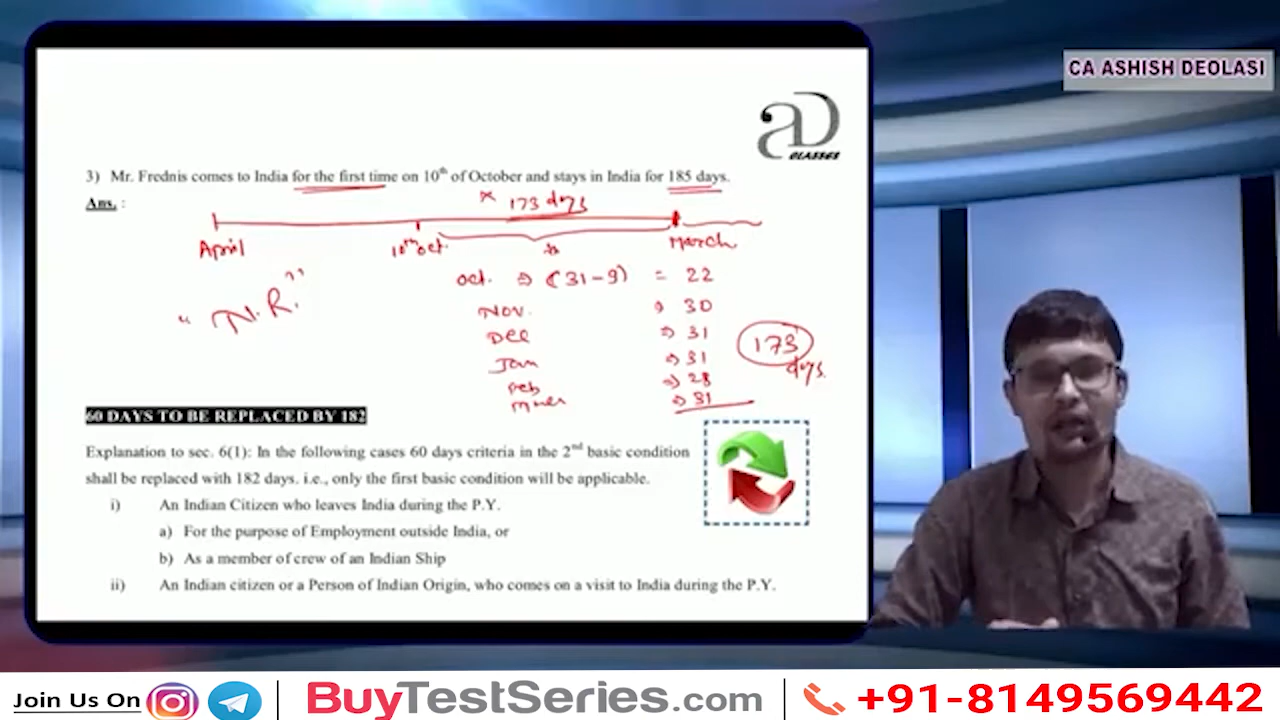 CA ASHISH DEOLASI
aD
CLASSES
3) Mr. Frednis comes to India for the first time on 10th of October and stays in India for 185 days.
Ans. :
× 173 days
April 10th Oct. March
Oct. ⇒ (31-9) = 22
Nov. ⇒ 30
Dec ⇒ 31
Jan ⇒ 31
Feb ⇒ 28
⇒ 31
173 days.
"N.R."
60 DAYS TO BE REPLACED BY 182
Explanation to sec. 6(1): In the following cases 60 days criteria in the 2nd basic condition
shall be replaced with 182 days. i.e., only the first basic condition will be applicable.
i) An Indian Citizen who leaves India during the P.Y.
a) For the purpose of Employment outside India, or
b) As a member of crew of an Indian Ship
ii) An Indian citizen or a Person of Indian Origin, who comes on a visit to India during the P.Y.
Join Us On BuyTestSeries.com +91-8149569442